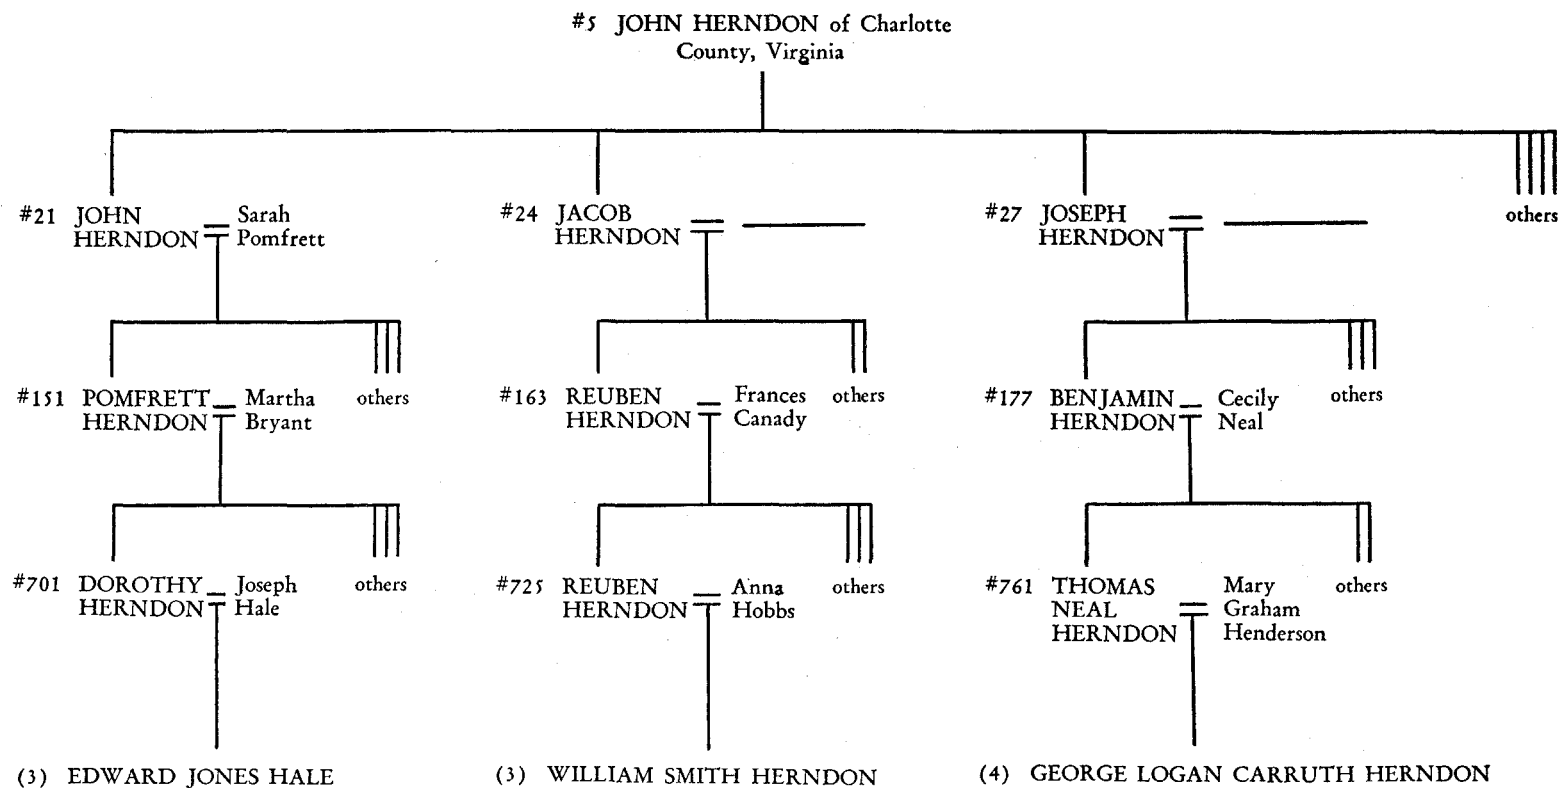 #5 JOHN HERNDON of Charlotte
County, Virginia
#21 JOHN
HERNDON
Sarah
Pomfrett
#24 JACOB
HERNDON
#27 JOSEPH
HERNDON
others
#151 POMFRETT
HERNDON
Martha
Bryant
others
#163 REUBEN
HERNDON
Frances
Canady
others
#177 BENJAMIN
HERNDON
Cecily
Neal
others
#701 DOROTHY
HERNDON
Joseph
Hale
others
#725 REUBEN
HERNDON
Anna
Hobbs
others
#761 THOMAS
NEAL
HERNDON
Mary
Graham
Henderson
others
(3) EDWARD JONES HALE
(3) WILLIAM SMITH HERNDON
(4) GEORGE LOGAN CARRUTH HERNDON